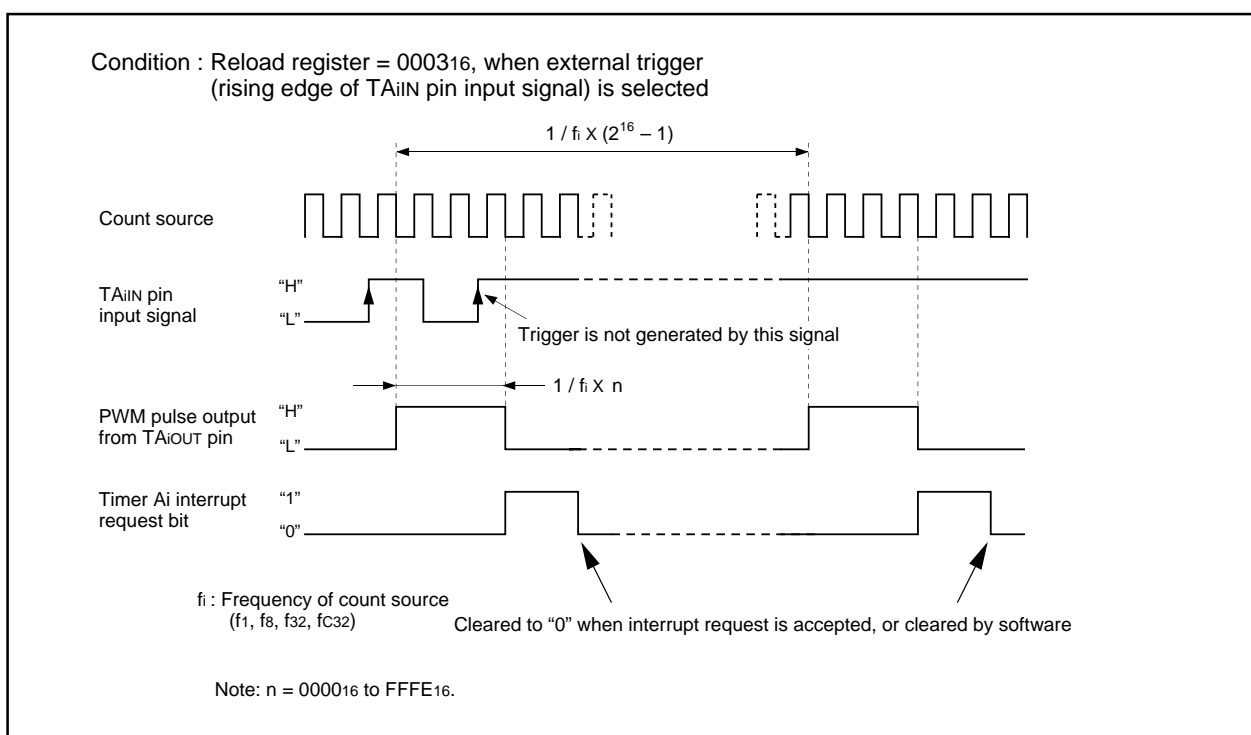 Condition : Reload register = 000316, when external trigger
(rising edge of TAiIN pin input signal) is selected
1 / fi X (2^16 – 1)
Count source
TAiIN pin
input signal
“H”
“L”
Trigger is not generated by this signal
1 / fi X n
PWM pulse output
from TAiOUT pin
“H”
“L”
Timer Ai interrupt
request bit
“1”
“0”
fi : Frequency of count source
(f1, f8, f32, fC32)
Cleared to “0” when interrupt request is accepted, or cleared by software
Note: n = 000016 to FFFE16.